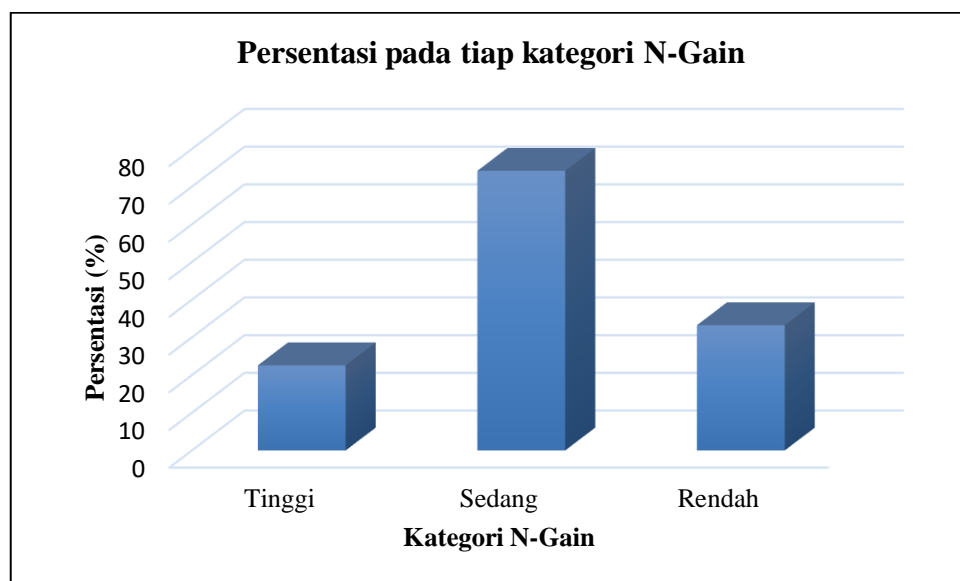 Persentasi pada tiap kategori N-Gain
80
70
60
50
40
30
20
10
0
Persentasi (%)
Tinggi Sedang Rendah
Kategori N-Gain